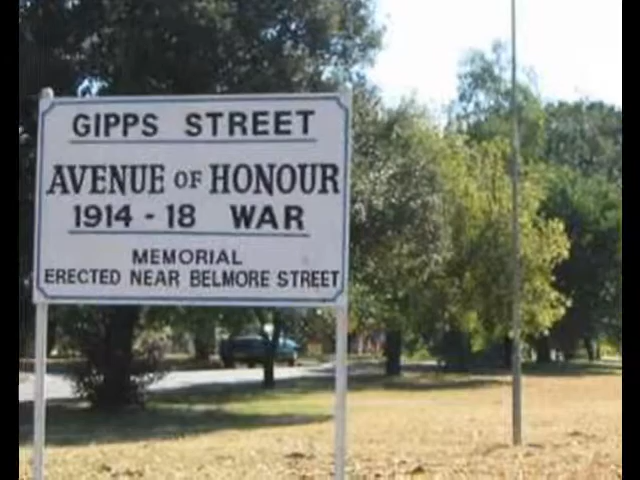 GIPPS STREET
AVENUE OF HONOUR
1914 - 18 WAR
MEMORIAL
ERECTED NEAR BELMORE STREET